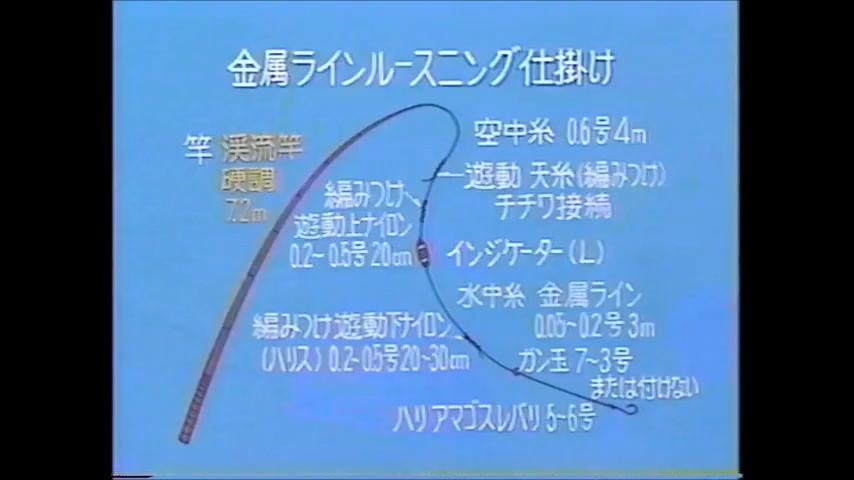 金属ラインルースニング仕掛け
竿 渓流竿
硬調
7.2m
空中糸 0.6号4m
遊動 天糸(編みつけ)
チチワ接続
編みつけ
遊動上ナイロン
0.2~0.5号20cm
インジケーター(L)
水中糸 金属ライン
0.05~0.2号3m
編みつけ遊動下ナイロン
(ハリス)0.2~0.5号20~30cm
ガン玉7~3号
または付けない
ハリアマゴスレバリ5~6号